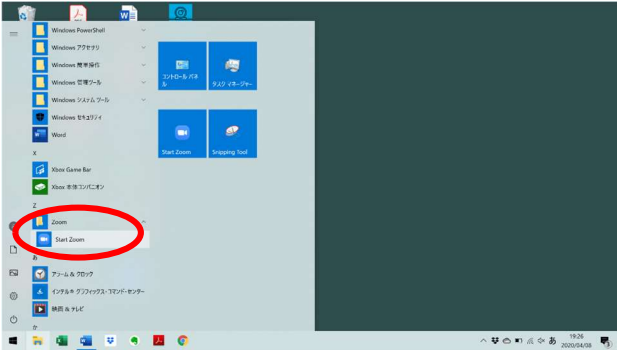 Windows PowerShell
Windows アクセサリ
Windows 簡単操作
Windows 管理ツール
Windows システム ツール
Windows セキュリティ
Word
X
Xbox Game Bar
Xbox 本体コンパニオン
Z
Zoom
Start Zoom
あ
アラーム & クロック
インテル® グラフィックス・コマンド・センター
映画 & テレビ
か
コントロール パネ
ル
タスク マネージャー
Start Zoom
Snipping Tool
あ
19:26
2020/04/08